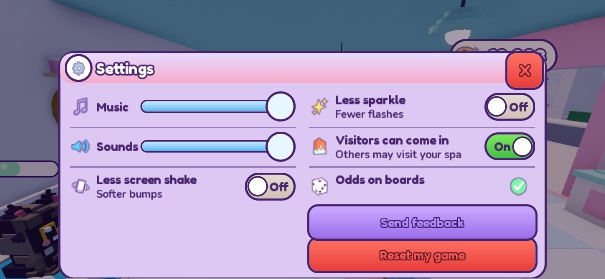 Settings
Music
Sounds
Less screen shake
Softer bumps
Off
Less sparkle
Fewer flashes
Off
Visitors can come in
Others may visit your spa
On
Odds on boards
Send feedback
Reset my game